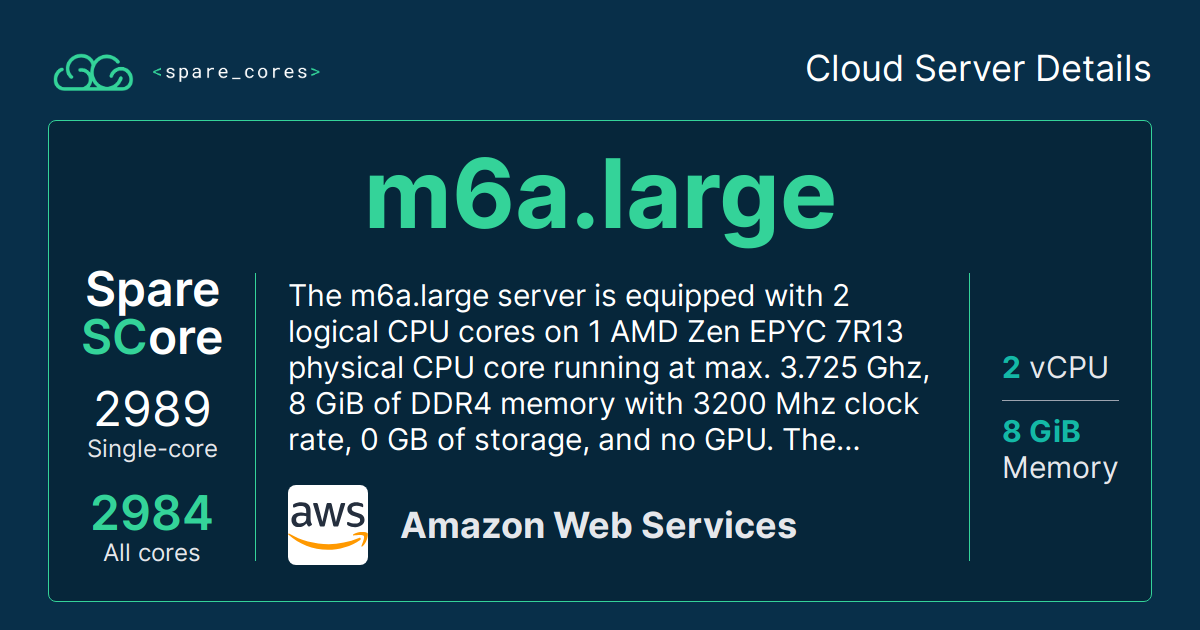 <spare_cores>
Cloud Server Details
m6a.large
Spare
SCore
2989
Single-core
2984
All cores
The m6a.large server is equipped with 2
logical CPU cores on 1 AMD Zen EPYC 7R13
physical CPU core running at max. 3.725 Ghz,
8 GiB of DDR4 memory with 3200 Mhz clock
rate, 0 GB of storage, and no GPU. The...
aws
Amazon Web Services
2 vCPU
8 GiB
Memory